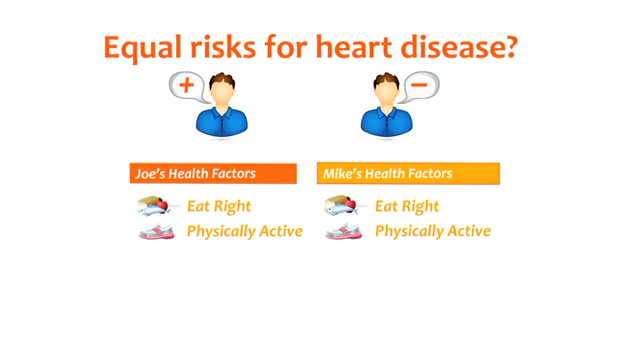 Equal risks for heart disease?
+
−
Joe's Health Factors
Mike's Health Factors
Eat Right
Eat Right
Physically Active
Physically Active